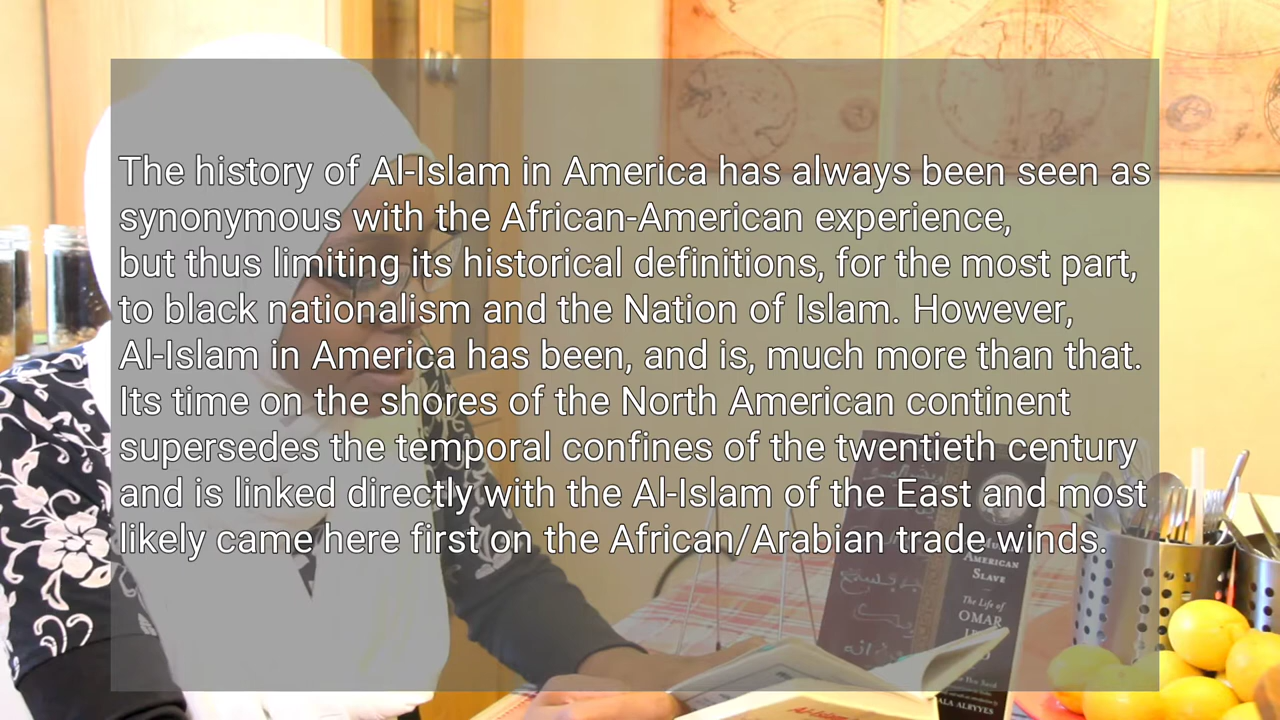 The history of Al-Islam in America has always been seen as
synonymous with the African-American experience,
but thus limiting its historical definitions, for the most part,
to black nationalism and the Nation of Islam. However,
Al-Islam in America has been, and is, much more than that.
Its time on the shores of the North American continent
supersedes the temporal confines of the twentieth century
and is linked directly with the Al-Islam of the East and most
likely came here first on the African/Arabian trade winds.
AMERICAN
SLAVE
The Life of
OMAR
ALA ALRYYES